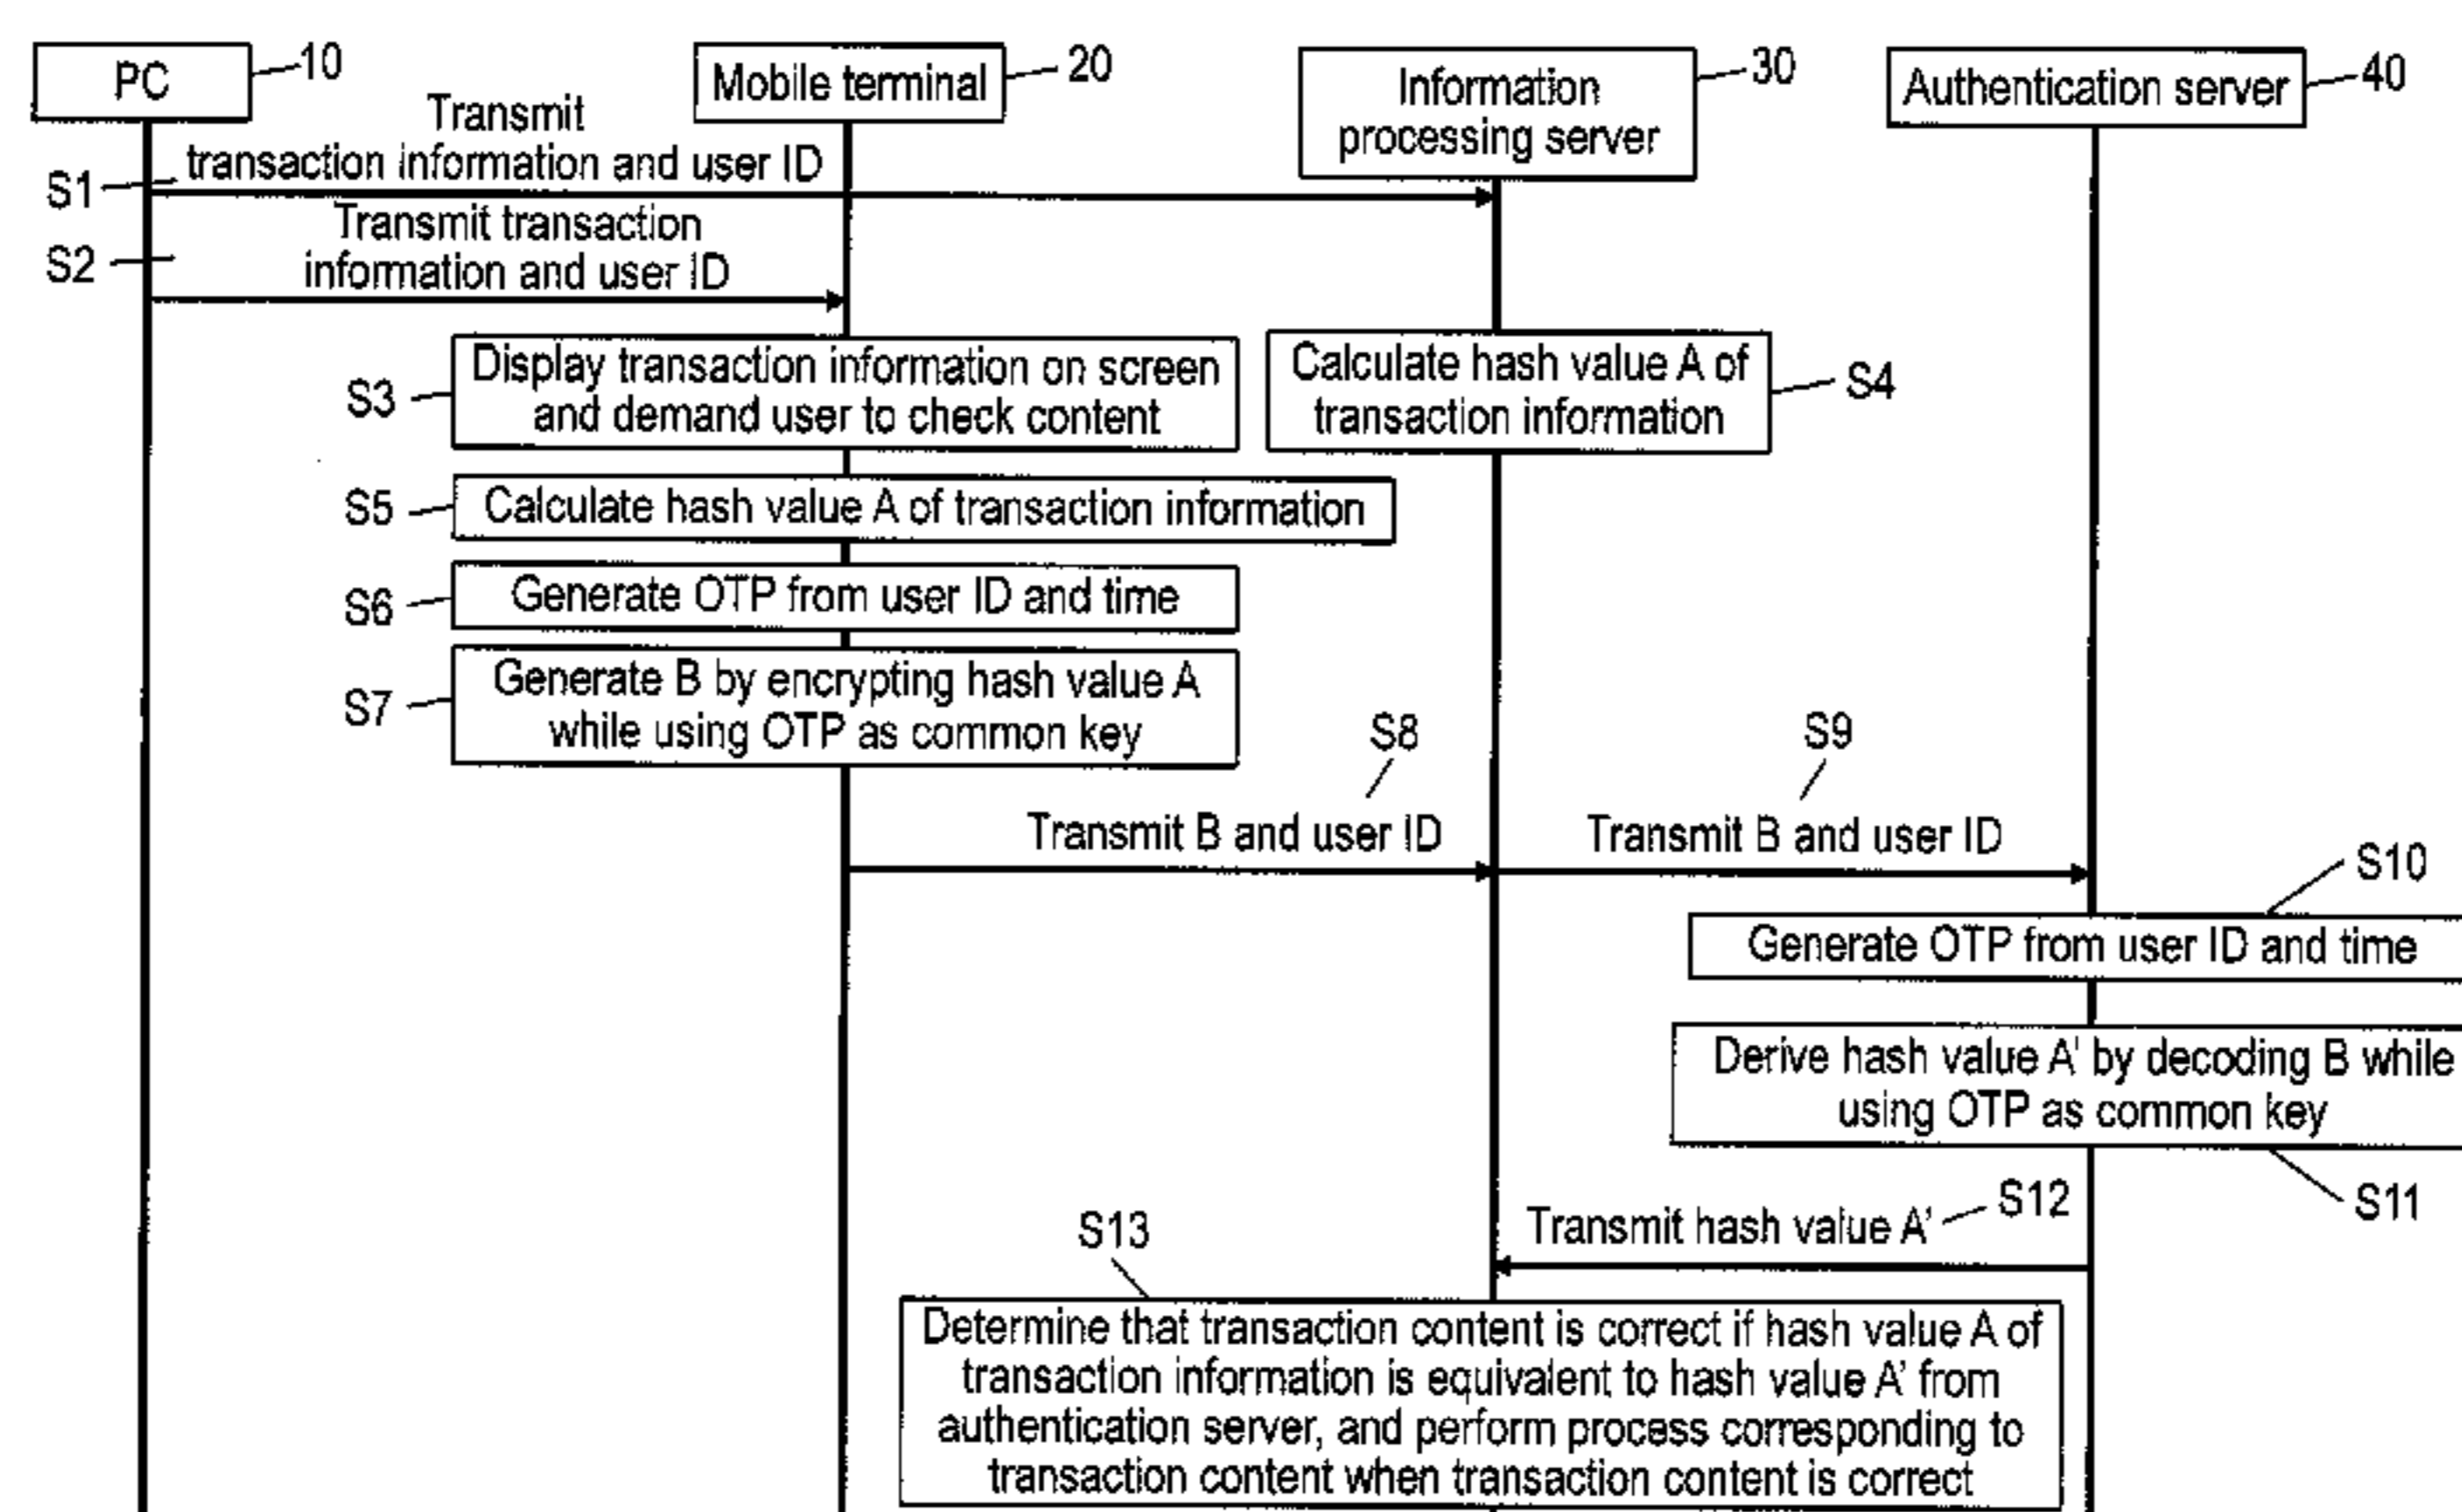 PC
10
Mobile terminal
20
Information
processing server
30
Authentication server
40
Transmit
transaction information and user ID
S1
Transmit transaction
information and user ID
S2
Display transaction information on screen
and demand user to check content
S3
Calculate hash value A of
transaction information
S4
S5
Calculate hash value A of transaction information
S6
Generate OTP from user ID and time
S7
Generate B by encrypting hash value A
while using OTP as common key
S8
Transmit B and user ID
S9
Transmit B and user ID
S10
Generate OTP from user ID and time
Derive hash value A' by decoding B while
using OTP as common key
S11
S12
Transmit hash value A'
S13
Determine that transaction content is correct if hash value A of
transaction information is equivalent to hash value A' from
authentication server, and perform process corresponding to
transaction content when transaction content is correct